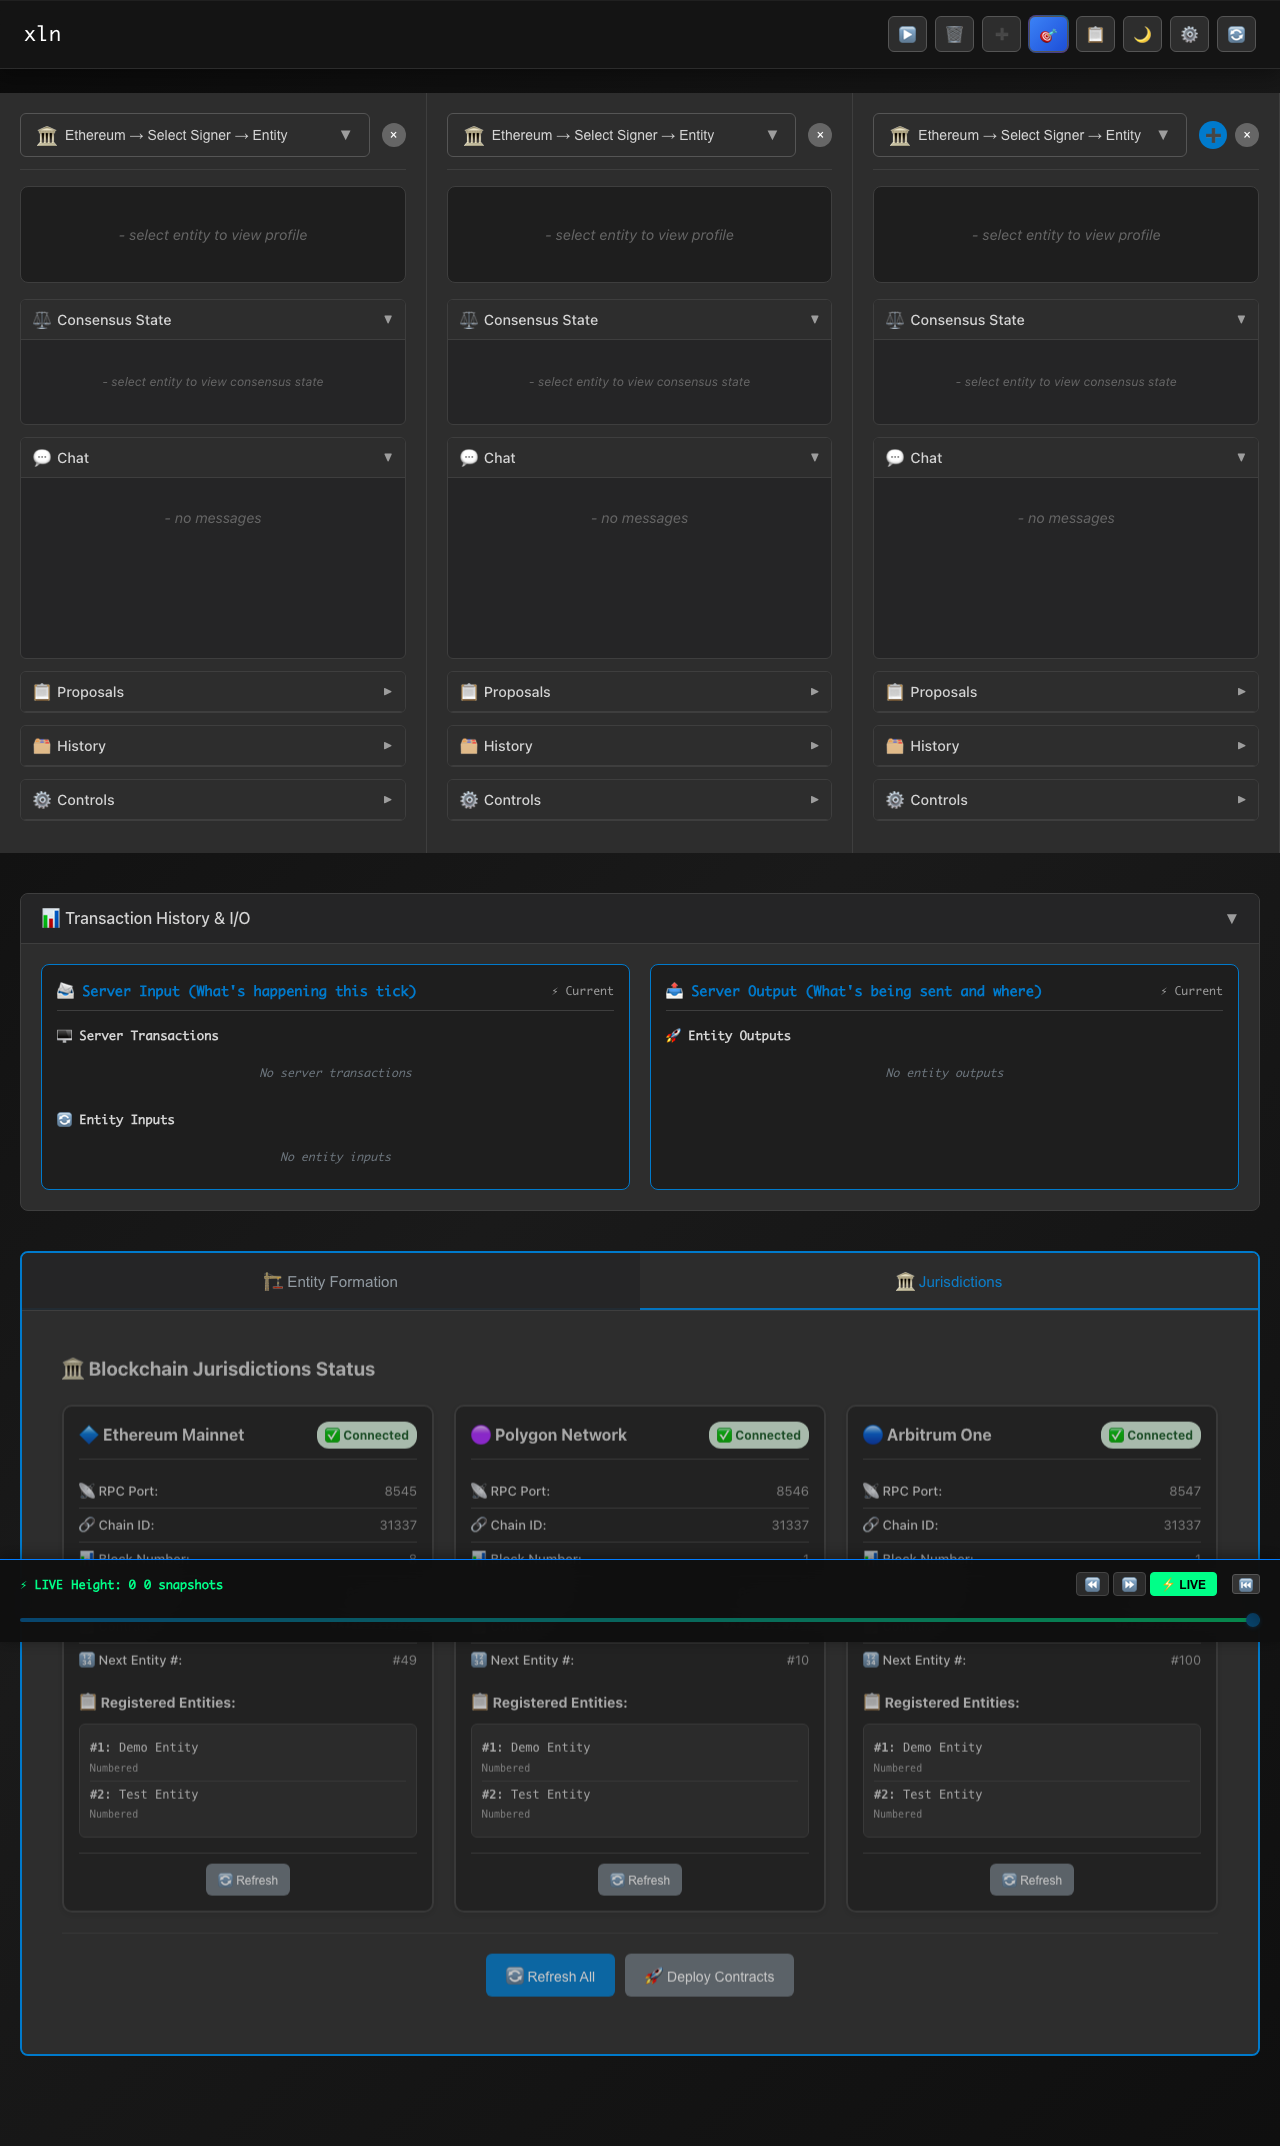 xln
Ethereum → Select Signer → Entity ▼ ×
Ethereum → Select Signer → Entity ▼ ×
Ethereum → Select Signer → Entity ▼ ×
- select entity to view profile
- select entity to view profile
- select entity to view profile
Consensus State ▼
Consensus State ▼
Consensus State ▼
- select entity to view consensus state
- select entity to view consensus state
- select entity to view consensus state
Chat ▼
Chat ▼
Chat ▼
- no messages
- no messages
- no messages
Proposals ▶
Proposals ▶
Proposals ▶
History ▶
History ▶
History ▶
Controls ▶
Controls ▶
Controls ▶
Transaction History & I/O ▼
Server Input (What's happening this tick) ⚡ Current
Server Transactions
No server transactions
Entity Inputs
No entity inputs
Server Output (What's being sent and where) ⚡ Current
Entity Outputs
No entity outputs
Entity Formation
Jurisdictions
Blockchain Jurisdictions Status
Ethereum Mainnet ✅ Connected
Polygon Network ✅ Connected
Arbitrum One ✅ Connected
RPC Port: 8545
RPC Port: 8546
RPC Port: 8547
Chain ID: 31337
Chain ID: 31337
Chain ID: 31337
Block Number: 8
Block Number: 1
Block Number: 1
⚡ LIVE Height: 0 0 snapshots
⚡ LIVE
Next Entity #: #49
Next Entity #: #10
Next Entity #: #100
Registered Entities:
Registered Entities:
Registered Entities:
#1: Demo Entity
Numbered
#2: Test Entity
Numbered
#1: Demo Entity
Numbered
#2: Test Entity
Numbered
#1: Demo Entity
Numbered
#2: Test Entity
Numbered
Refresh
Refresh
Refresh
Refresh All
Deploy Contracts